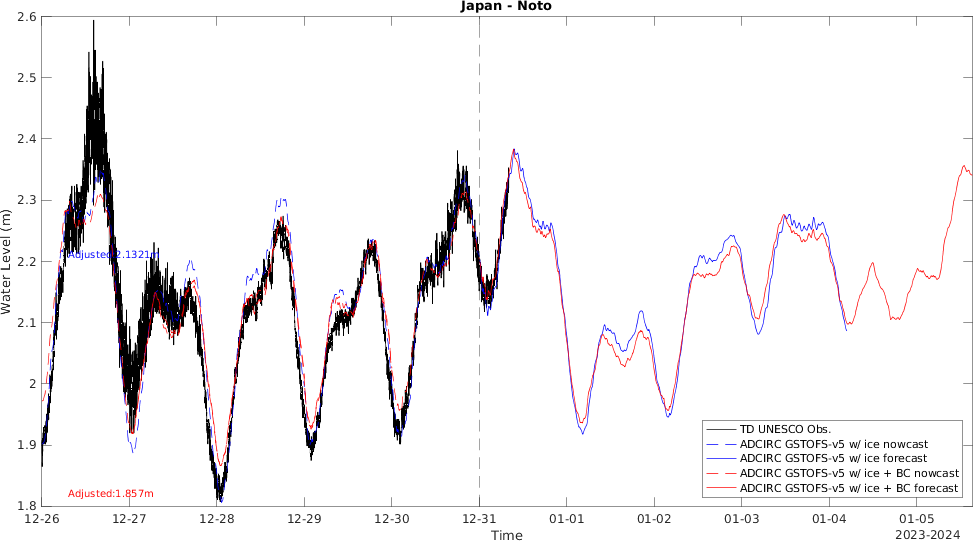 Japan - Noto
2.6
2.5
2.4
2.3
2.2
2.1
2
1.9
1.8
Water Level (m)
Adjusted:2.1321m
Adjusted:1.857m
TD UNESCO Obs.
ADCIRC GSTOFS-v5 w/ ice nowcast
ADCIRC GSTOFS-v5 w/ ice forecast
ADCIRC GSTOFS-v5 w/ ice + BC nowcast
ADCIRC GSTOFS-v5 w/ ice + BC forecast
12-26 12-27 12-28 12-29 12-30 12-31 01-01 01-02 01-03 01-04 01-05
Time
2023-2024